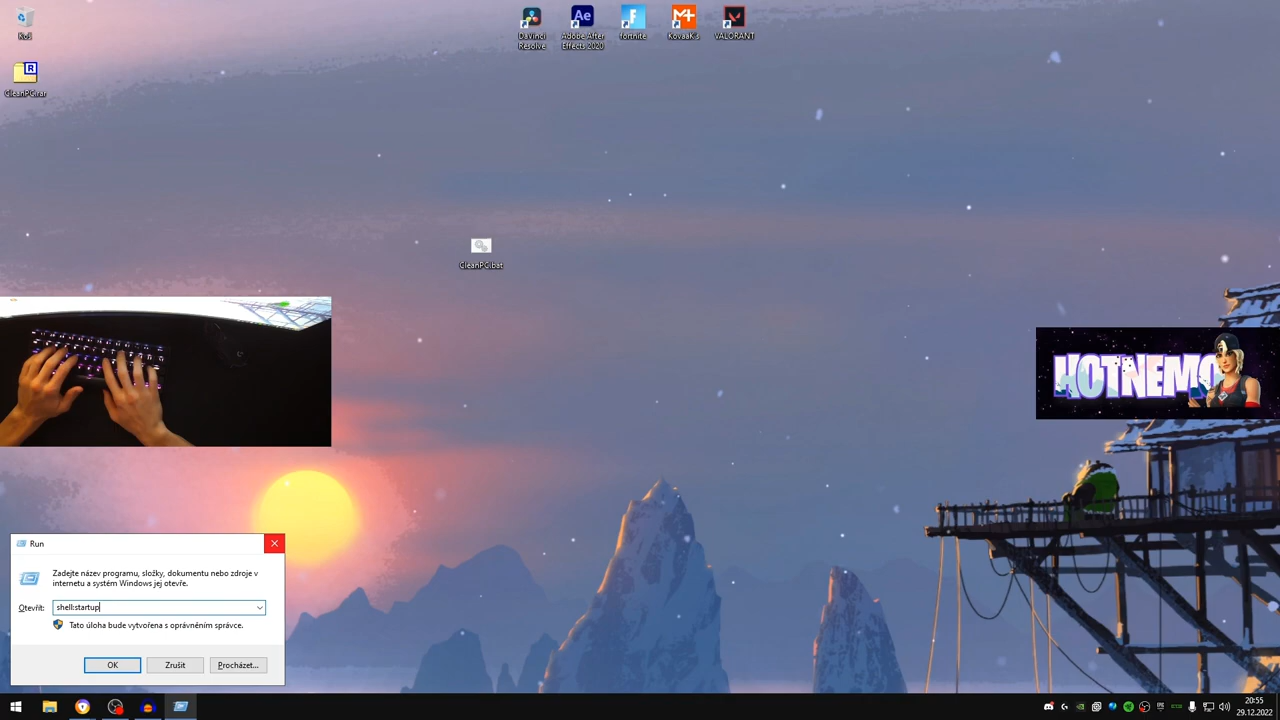 Koš
CleanPC.rar
DaVinci
Resolve
Adobe After
Effects 2020
fortnite
KovaaK's
VALORANT
CleanPC.bat
HOTNEMO
Run
Zadejte název programu, složky, dokumentu nebo zdroje v
internetu a systém Windows jej otevře.
Otevřít:
shell:startup
Tato úloha bude vytvořena s oprávněním správce.
OK
Zrušit
Procházet...
20:55
29.12.2022